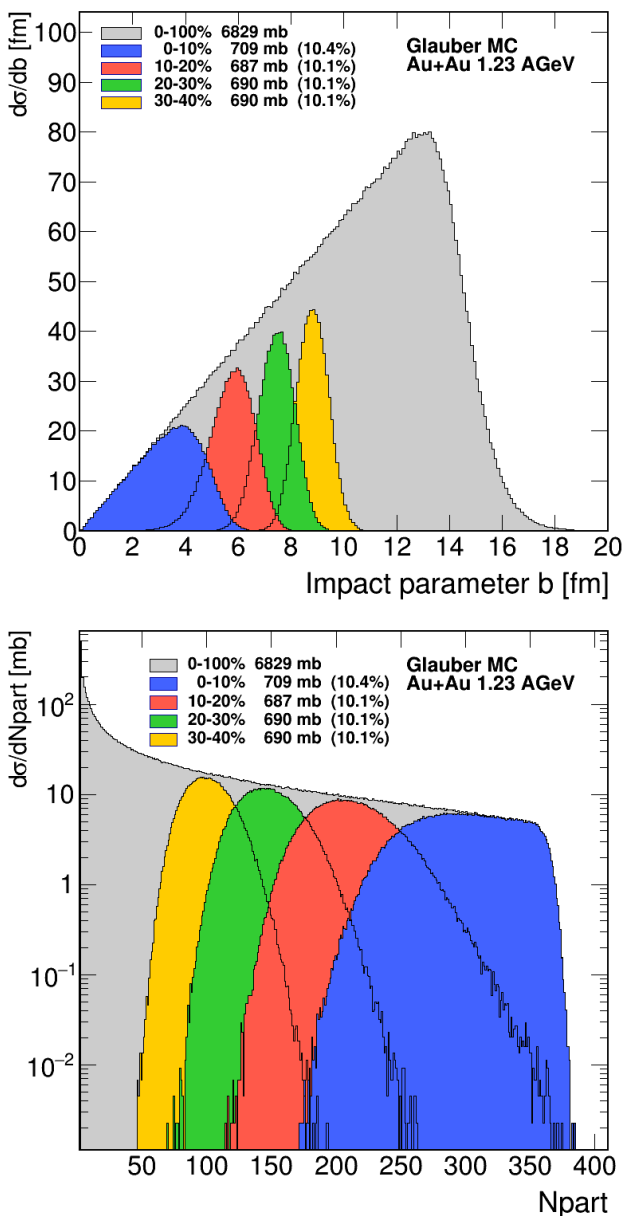 dσ/db [fm]
100
90
80
70
60
50
40
30
20
10
0
0-100% 6829 mb
0-10% 709 mb (10.4%)
10-20% 687 mb (10.1%)
20-30% 690 mb (10.1%)
30-40% 690 mb (10.1%)
Glauber MC
Au+Au 1.23 AGeV
0 2 4 6 8 10 12 14 16 18 20
Impact parameter b [fm]
dσ/dNpart [mb]
10²
10
1
10⁻¹
10⁻²
0-100% 6829 mb
0-10% 709 mb (10.4%)
10-20% 687 mb (10.1%)
20-30% 690 mb (10.1%)
30-40% 690 mb (10.1%)
Glauber MC
Au+Au 1.23 AGeV
50 100 150 200 250 300 350 400
Npart